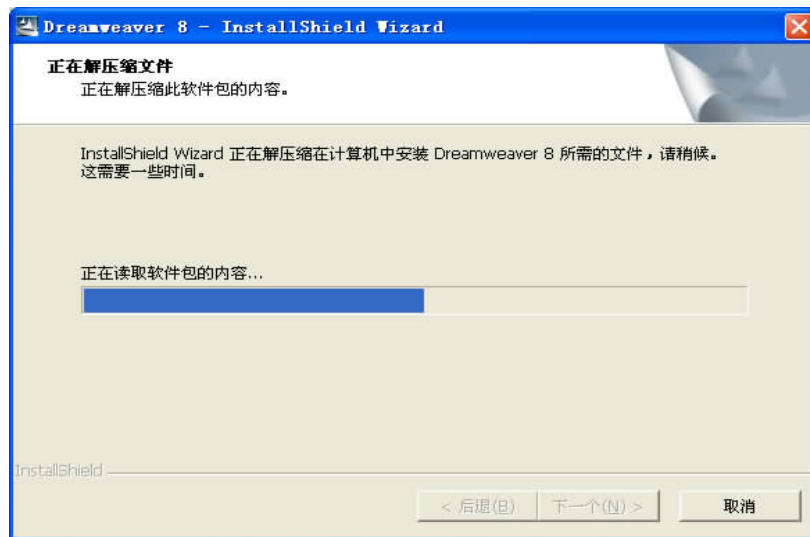 Dreamweaver 8 - InstallShield Wizard
正在解压缩文件
正在解压缩此软件包的内容。
InstallShield Wizard 正在解压缩在计算机中安装 Dreamweaver 8 所需的文件，请稍候。
这需要一些时间。
正在读取软件包的内容...
InstallShield
< 后退(B) 下一个(N) > 取消